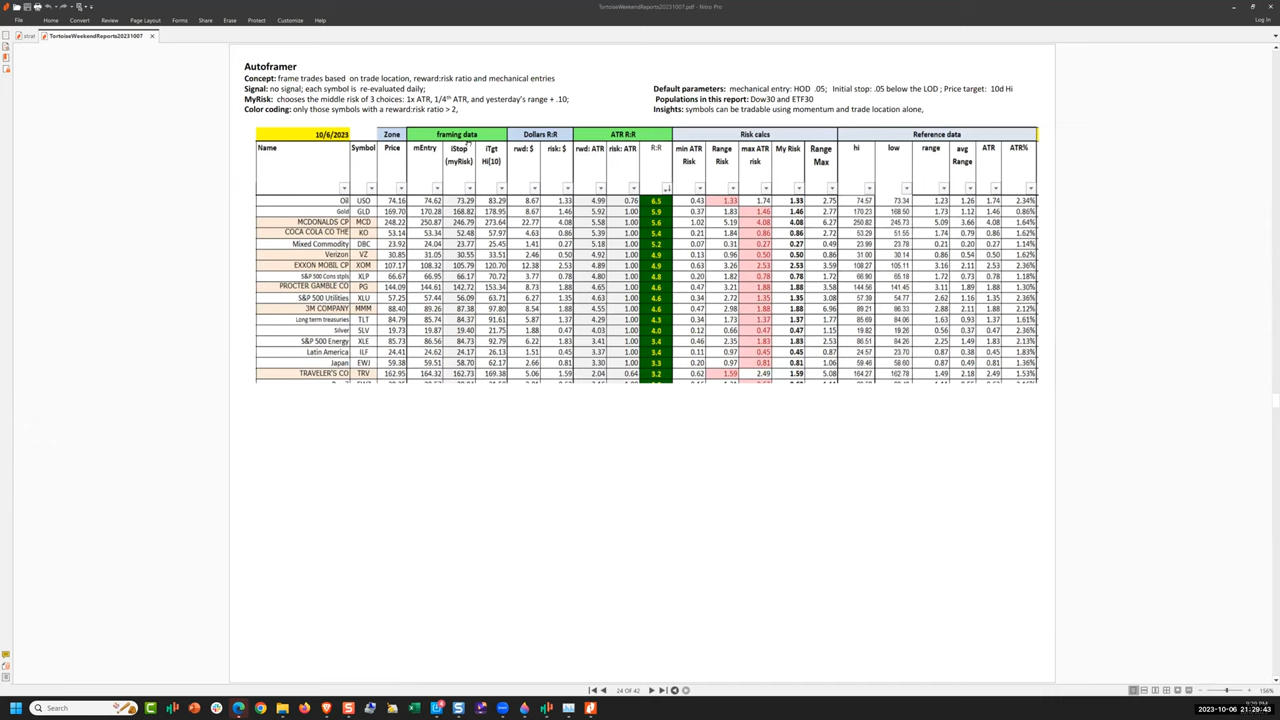 TortoiseWeekendReports20231007.pdf - Nitro Pro
File Home Convert Review Page Layout Forms Share Erase Protect Customize Help Log In
strat TortoiseWeekendReports20231007
Autoframer
Concept: frame trades based on trade location, reward:risk ratio and mechanical entries
Signal: no signal; each symbol is re-evaluated daily; Default parameters: mechanical entry: HOD .05; Initial stop: .05 below the LOD ; Price target: 10d Hi
MyRisk: chooses the middle risk of 3 choices: 1x ATR, 1/4th ATR, and yesterday's range + .10; Populations in this report: Dow30 and ETF30
Color coding: only those symbols with a reward:risk ratio > 2, Insights: symbols can be tradable using momentum and trade location alone,
10/6/2023 Zone framing data Dollars R:R ATR R:R Risk calcs Reference data
Name Symbol Price mEntry iStop iTgt rwd: $ risk: $ rwd: ATR risk: ATR R:R min ATR Range max ATR My Risk Range hi low range avg ATR ATR%
(myRisk) Hi(10) Risk Risk risk Max Range
Oil USO 74.16 74.62 73.29 83.29 8.67 1.33 4.99 0.76 6.5 0.43 1.33 1.74 1.33 2.75 74.57 73.34 1.23 1.26 1.74 2.34%
Gold GLD 169.70 170.28 168.82 178.95 8.67 1.46 5.92 1.00 5.9 0.37 1.83 1.46 1.46 2.77 170.23 168.50 1.73 1.12 1.46 0.86%
MCDONALDS CP MCD 248.22 250.87 246.79 273.64 22.77 4.08 5.58 1.00 5.6 1.02 5.19 4.08 4.08 6.27 250.82 245.73 5.09 3.66 4.08 1.64%
COCA COLA CO THE KO 53.14 53.34 52.48 57.97 4.63 0.86 5.39 1.00 5.4 0.21 1.84 0.86 0.86 2.72 53.29 51.55 1.74 0.79 0.86 1.62%
Mixed Commodity DBC 23.92 24.04 23.77 25.45 1.41 0.27 5.18 1.00 5.2 0.07 0.31 0.27 0.27 0.49 23.99 23.78 0.21 0.20 0.27 1.14%
Verizon VZ 30.85 31.05 30.55 33.51 2.46 0.50 4.92 1.00 4.9 0.13 0.96 0.50 0.50 0.86 31.00 30.14 0.86 0.54 0.50 1.62%
EXXON MOBIL CP XOM 107.17 108.32 105.79 120.70 12.38 2.53 4.89 1.00 4.9 0.63 3.26 2.53 2.53 3.59 108.27 105.11 3.16 2.11 2.53 2.36%
S&P 500 Cons stpls XLP 66.67 66.95 66.17 70.72 3.77 0.78 4.80 1.00 4.8 0.20 1.82 0.78 0.78 1.22 66.90 65.18 1.72 0.73 0.78 1.18%
PROCTER GAMBLE CO PG 144.09 144.61 142.72 153.34 8.73 1.88 4.65 1.00 4.6 0.47 3.21 1.88 1.88 3.58 144.56 141.45 3.11 1.89 1.88 1.30%
S&P 500 Utilities XLU 57.25 57.44 56.09 63.71 6.27 1.35 4.63 1.00 4.6 0.34 2.72 1.35 1.35 3.08 57.39 54.77 2.62 1.16 1.35 2.36%
3M COMPANY MMM 88.90 89.26 87.38 97.80 8.54 1.88 4.55 1.00 4.6 0.47 2.98 1.88 1.88 6.96 89.21 86.33 2.88 2.11 1.88 2.12%
Long term treasuries TLT 84.79 85.74 84.37 91.61 5.87 1.37 4.29 1.00 4.3 0.34 1.73 1.37 1.37 1.77 85.69 84.06 1.63 0.93 1.37 1.61%
Silver SLV 19.73 19.87 19.40 21.75 1.88 0.47 4.03 1.00 4.0 0.12 0.66 0.47 0.47 1.15 19.82 19.26 0.56 0.37 0.47 2.36%
S&P 500 Energy XLE 85.73 86.56 84.73 92.79 6.22 1.83 3.41 1.00 3.4 0.46 2.35 1.83 1.83 2.53 86.51 84.26 2.25 1.49 1.83 2.13%
Latin America ILF 24.41 24.62 24.17 26.13 1.51 0.45 3.37 1.00 3.4 0.11 0.97 0.45 0.45 0.87 24.57 23.70 0.87 0.38 0.45 1.83%
Japan EWJ 59.38 59.51 58.70 62.17 2.66 0.81 3.30 1.00 3.3 0.20 0.97 0.81 0.81 1.06 59.46 58.60 0.87 0.49 0.81 1.36%
TRAVELER'S CO TRV 162.95 164.32 162.73 169.38 5.06 1.59 2.04 0.64 3.2 0.62 1.59 2.49 1.59 5.08 164.27 162.78 1.49 2.18 2.49 1.53%
24 OF 42 156%
Search
2023-10-06 21:29:43